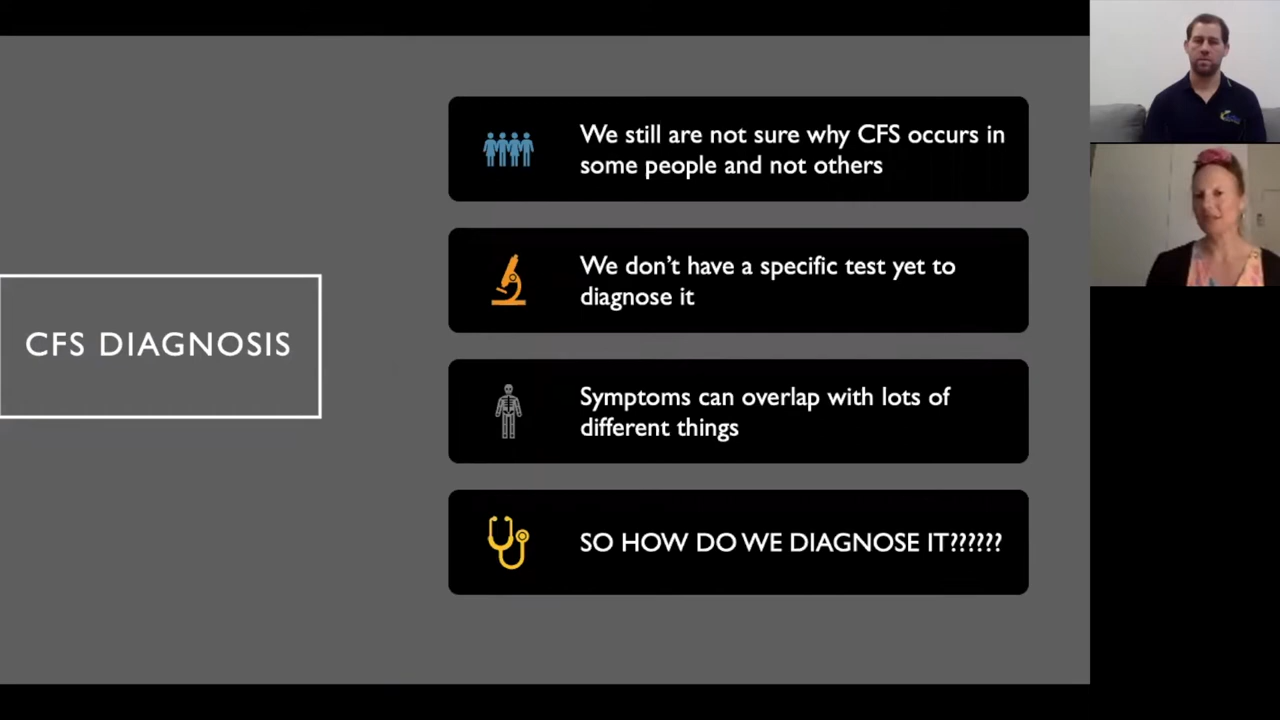 CFS DIAGNOSIS
We still are not sure why CFS occurs in
some people and not others
We don't have a specific test yet to
diagnose it
Symptoms can overlap with lots of
different things
SO HOW DO WE DIAGNOSE IT??????